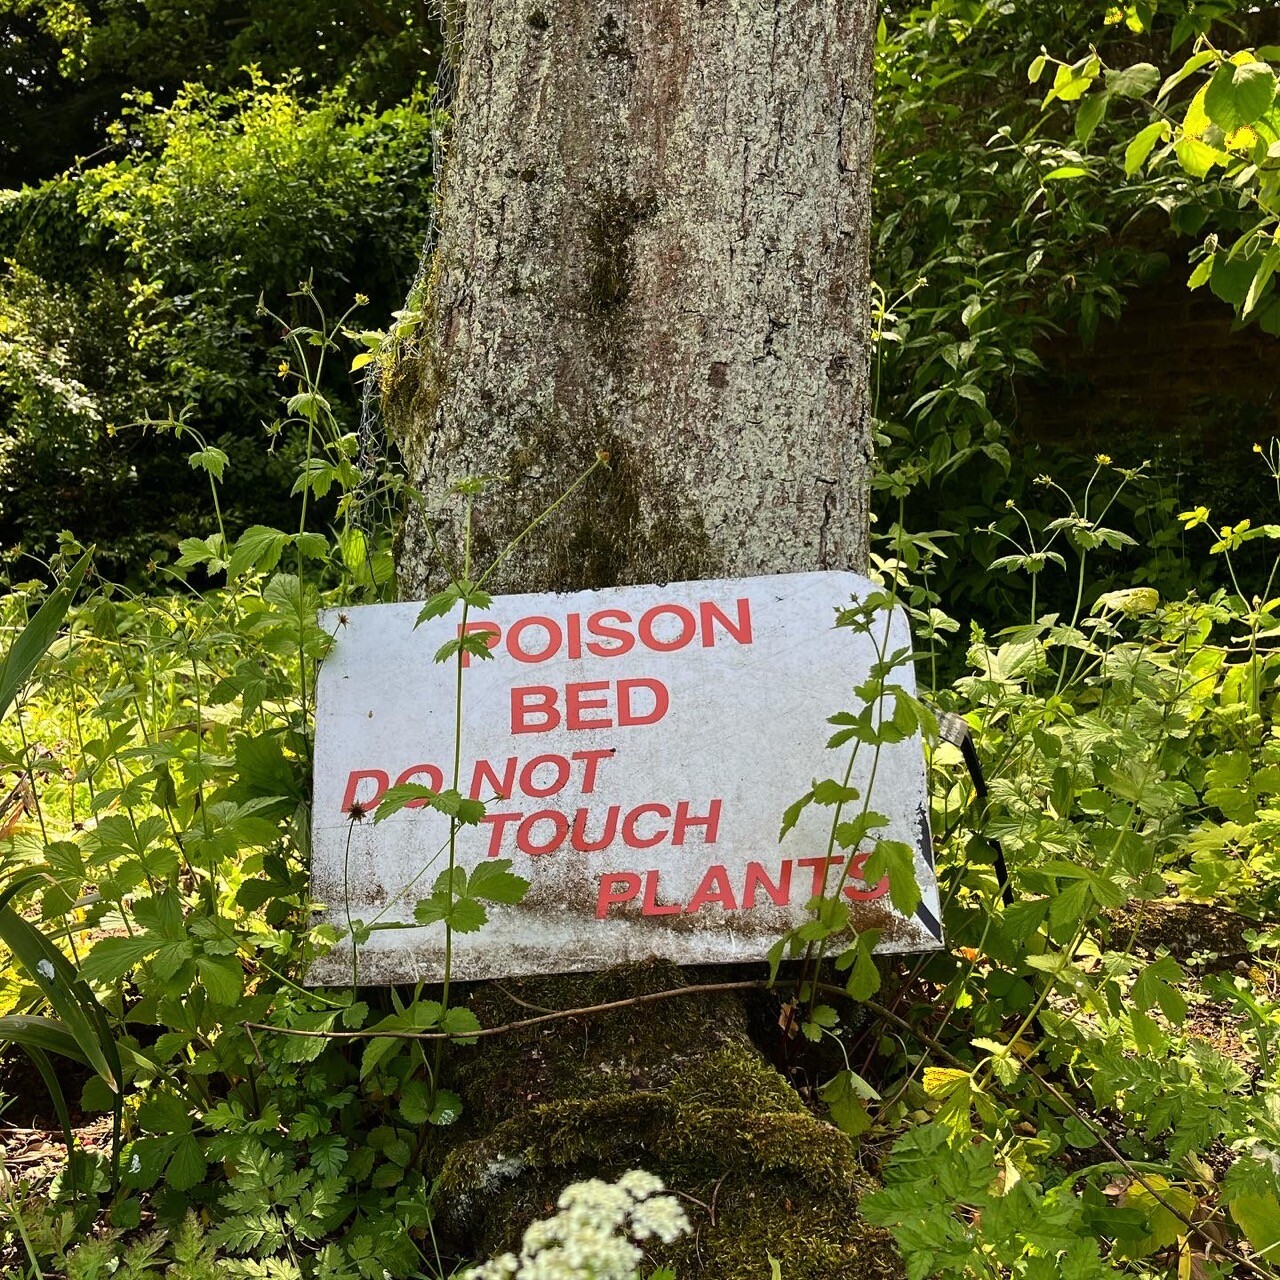 POISON
BED
DO NOT
TOUCH
PLANTS